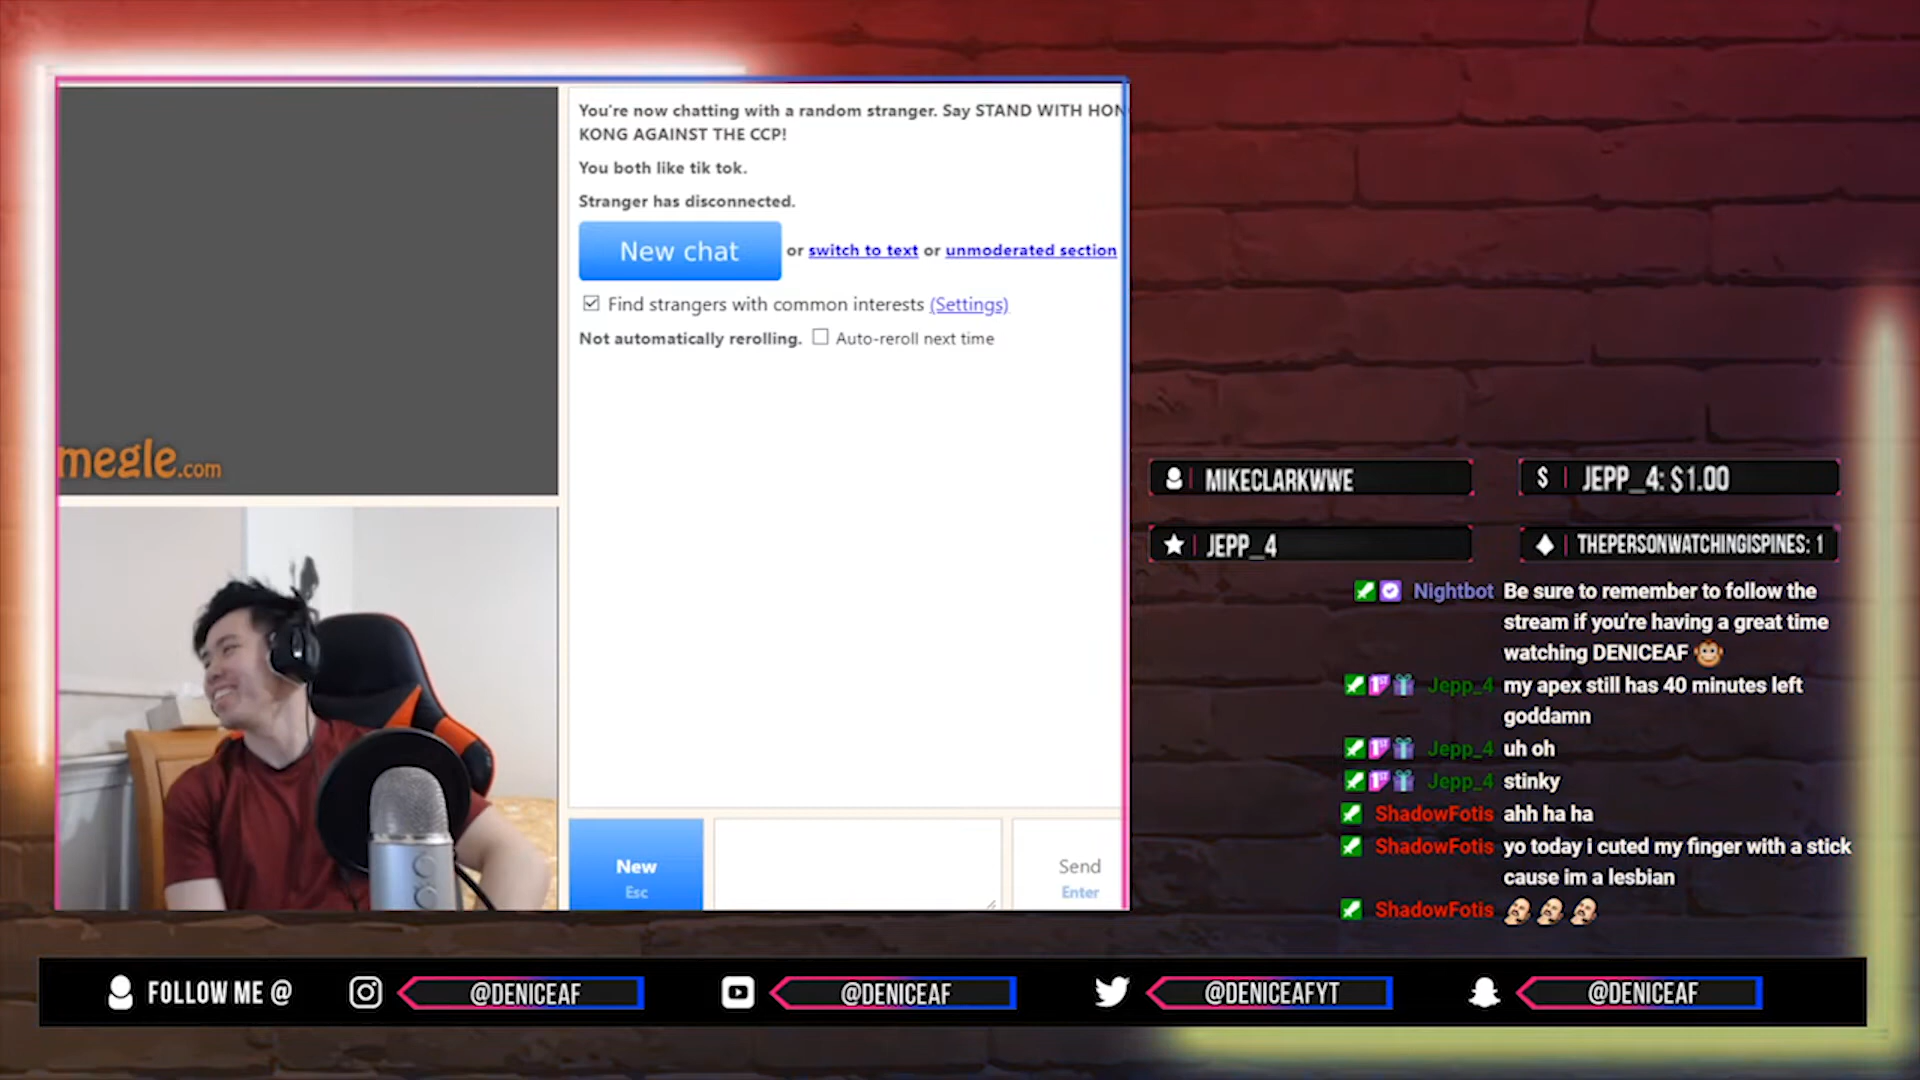 You're now chatting with a random stranger. Say STAND WITH HON
KONG AGAINST THE CCP!
You both like tik tok.
Stranger has disconnected.
New chat or switch to text or unmoderated section
Find strangers with common interests (Settings)
Not automatically rerolling. Auto-reroll next time
megle.com
New
Esc
Send
Enter
MIKECLARKWWE
$ JEPP_4: $1.00
JEPP_4
THEPERSONWATCHINGISPINES: 1
Nightbot Be sure to remember to follow the
stream if you're having a great time
watching DENICEAF
Jepp_4 my apex still has 40 minutes left
goddamn
Jepp_4 uh oh
Jepp_4 stinky
ShadowFotis ahh ha ha
ShadowFotis yo today i cuted my finger with a stick
cause im a lesbian
ShadowFotis
FOLLOW ME @ @DENICEAF @DENICEAF @DENICEAFYT @DENICEAF